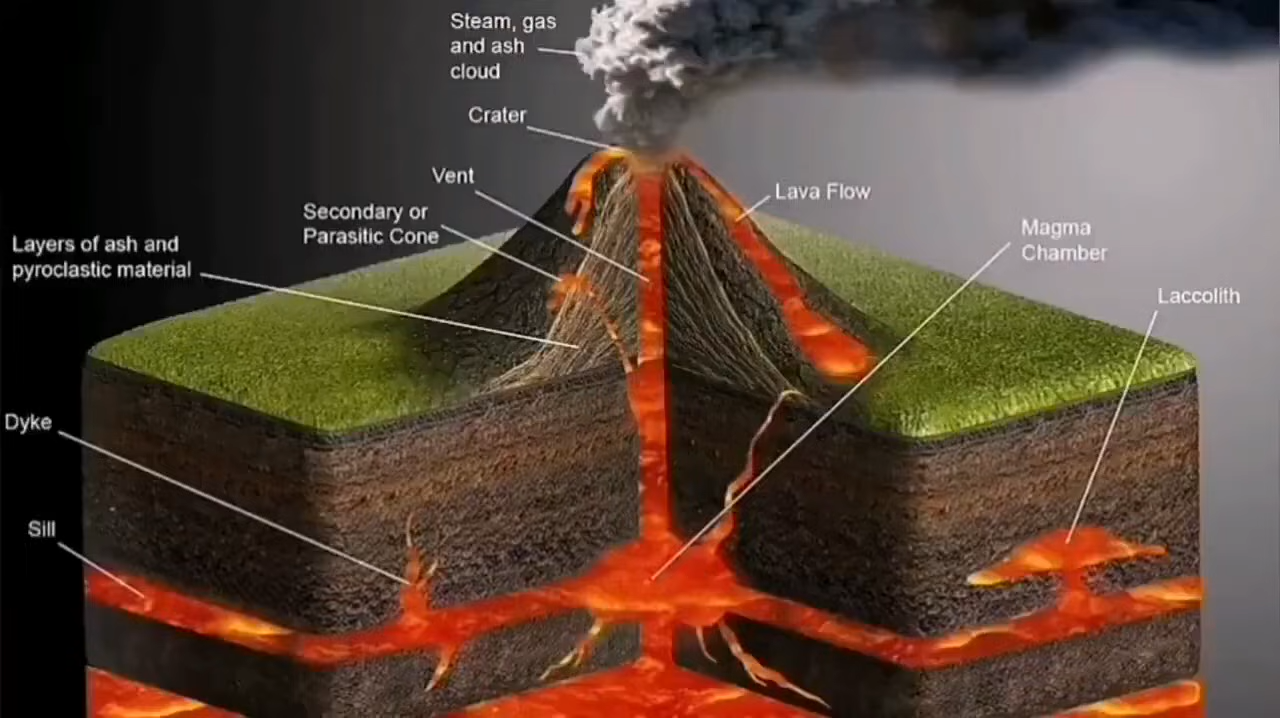 Steam, gas
and ash
cloud
Crater
Vent
Secondary or
Parasitic Cone
Layers of ash and
pyroclastic material
Lava Flow
Magma
Chamber
Laccolith
Dyke
Sill